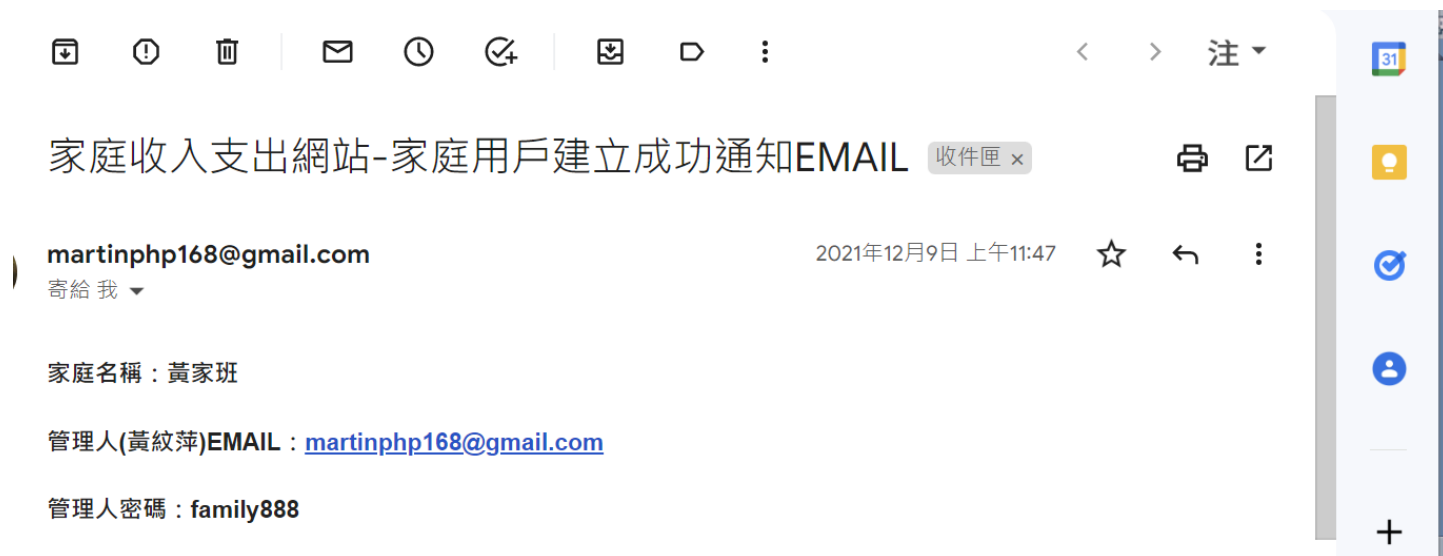 注
家庭收入支出網站-家庭用戶建立成功通知EMAIL 收件匣 ×
martinphp168@gmail.com 2021年12月9日 上午11:47
寄給 我
家庭名稱：黃家班
管理人(黃紋萍)EMAIL：martinphp168@gmail.com
管理人密碼：family888
31